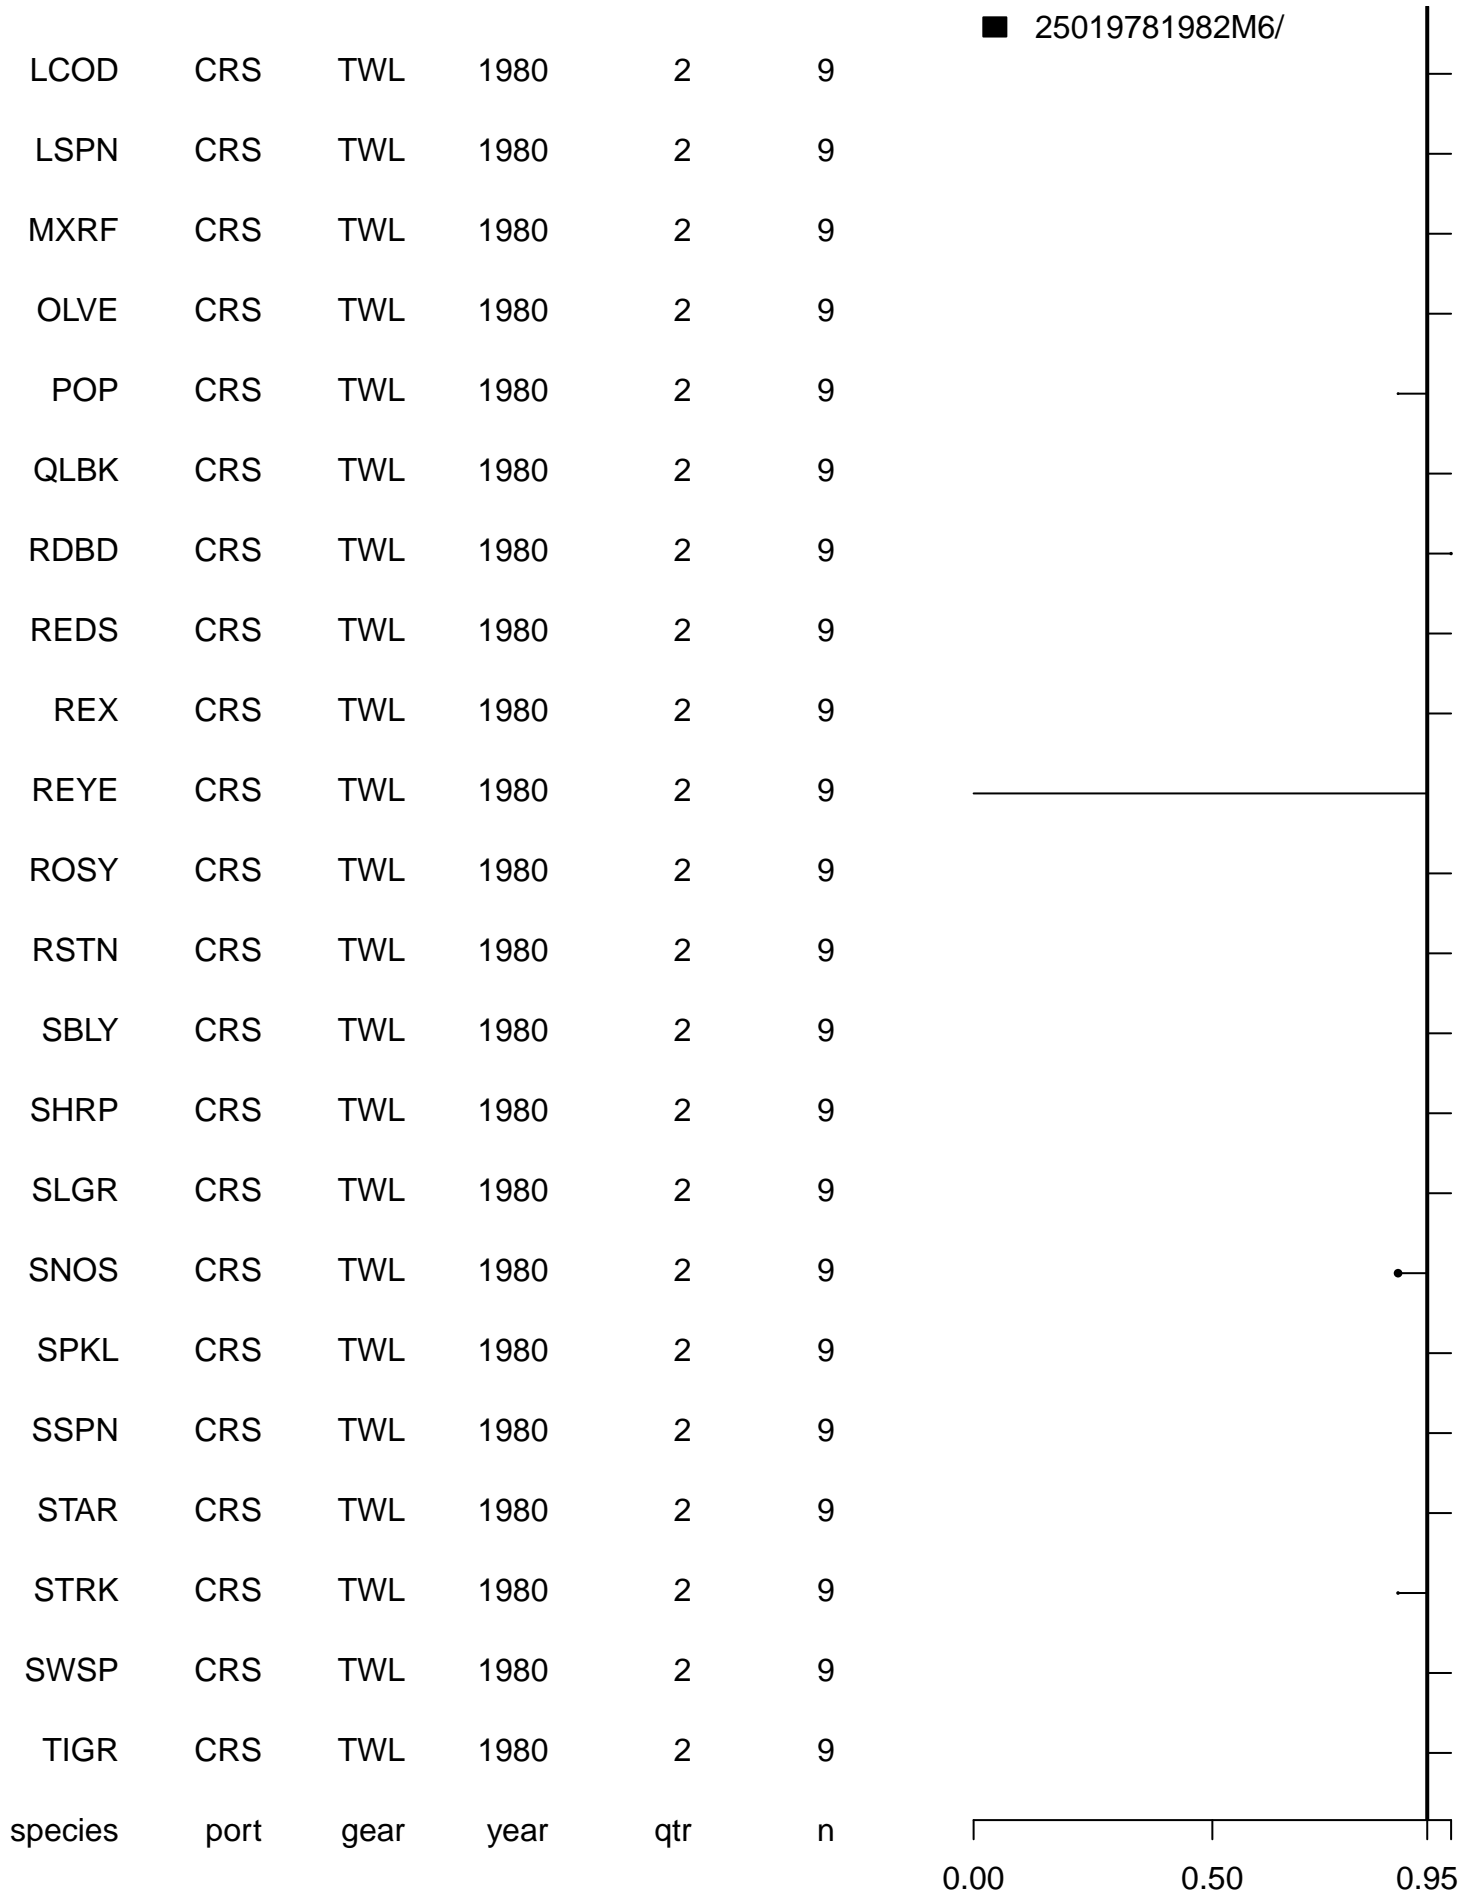 25019781982M6/
LCOD CRS TWL 1980 2 9
LSPN CRS TWL 1980 2 9
MXRF CRS TWL 1980 2 9
OLVE CRS TWL 1980 2 9
POP CRS TWL 1980 2 9
QLBK CRS TWL 1980 2 9
RDBD CRS TWL 1980 2 9
REDS CRS TWL 1980 2 9
REX CRS TWL 1980 2 9
REYE CRS TWL 1980 2 9
ROSY CRS TWL 1980 2 9
RSTN CRS TWL 1980 2 9
SBLY CRS TWL 1980 2 9
SHRP CRS TWL 1980 2 9
SLGR CRS TWL 1980 2 9
SNOS CRS TWL 1980 2 9
SPKL CRS TWL 1980 2 9
SSPN CRS TWL 1980 2 9
STAR CRS TWL 1980 2 9
STRK CRS TWL 1980 2 9
SWSP CRS TWL 1980 2 9
TIGR CRS TWL 1980 2 9
species port gear year qtr n
0.00 0.50 0.95